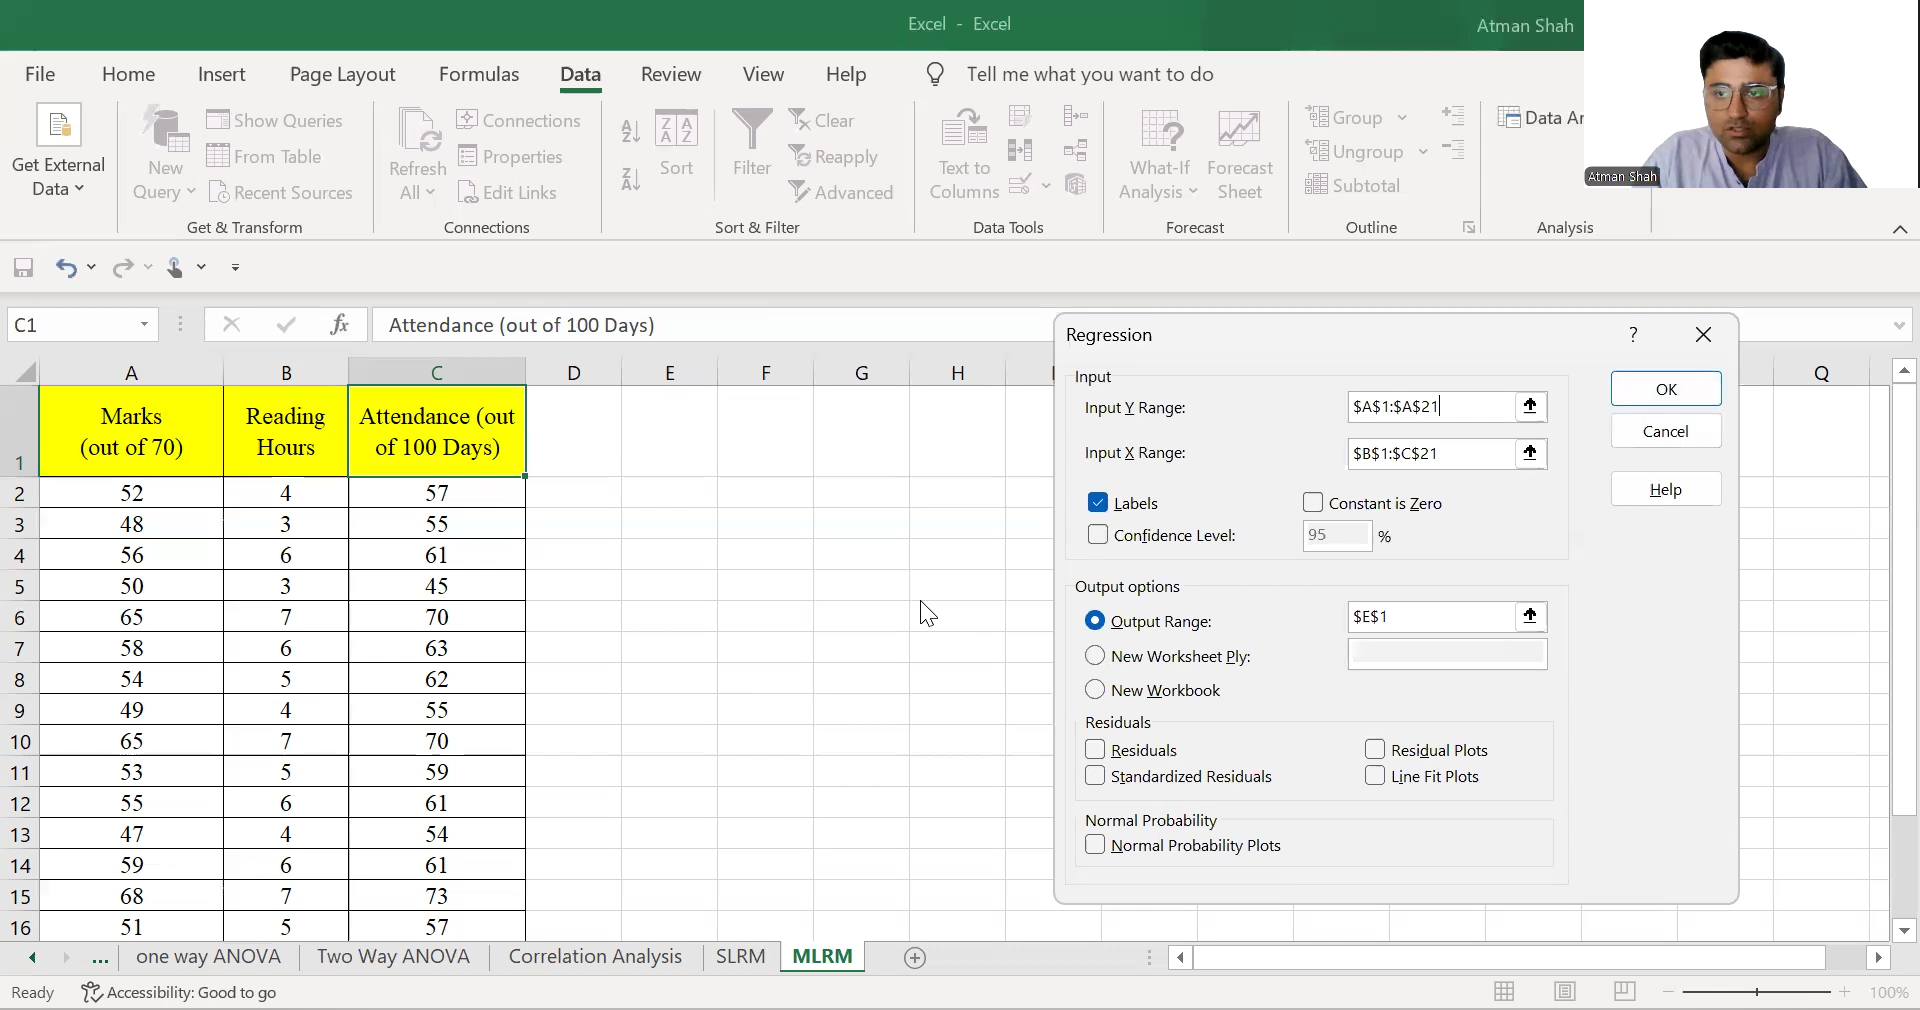 Excel - Excel
Atman Shah
File Home Insert Page Layout Formulas Data Review View Help Tell me what you want to do
Get External Data
New Query
Show Queries
From Table
Recent Sources
Get & Transform
Refresh All
Connections
Properties
Edit Links
Connections
Sort
Filter
Clear
Reapply
Advanced
Sort & Filter
Text to Columns
Data Tools
What-If Analysis
Forecast Sheet
Forecast
Group
Ungroup
Subtotal
Outline
Data Ar
Analysis
Atman Shah
C1 fx Attendance (out of 100 Days)
A B C D E F G H Q
1 Marks (out of 70) Reading Hours Attendance (out of 100 Days)
2 52 4 57
3 48 3 55
4 56 6 61
5 50 3 45
6 65 7 70
7 58 6 63
8 54 5 62
9 49 4 55
10 65 7 70
11 53 5 59
12 55 6 61
13 47 4 54
14 59 6 61
15 68 7 73
16 51 5 57
Regression ?
Input
Input Y Range: $A$1:$A$21
Input X Range: $B$1:$C$21
Labels Constant is Zero
Confidence Level: 95 %
OK
Cancel
Help
Output options
Output Range: $E$1
New Worksheet Ply:
New Workbook
Residuals
Residuals Residual Plots
Standardized Residuals Line Fit Plots
Normal Probability
Normal Probability Plots
... one way ANOVA Two Way ANOVA Correlation Analysis SLRM MLRM
Ready Accessibility: Good to go 100%